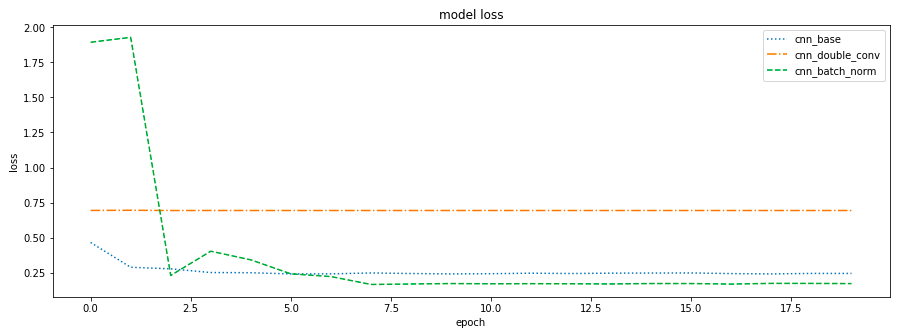 model loss
2.00
1.75
1.50
1.25
1.00
0.75
0.50
0.25
loss
cnn_base
cnn_double_conv
cnn_batch_norm
0.0 2.5 5.0 7.5 10.0 12.5 15.0 17.5
epoch